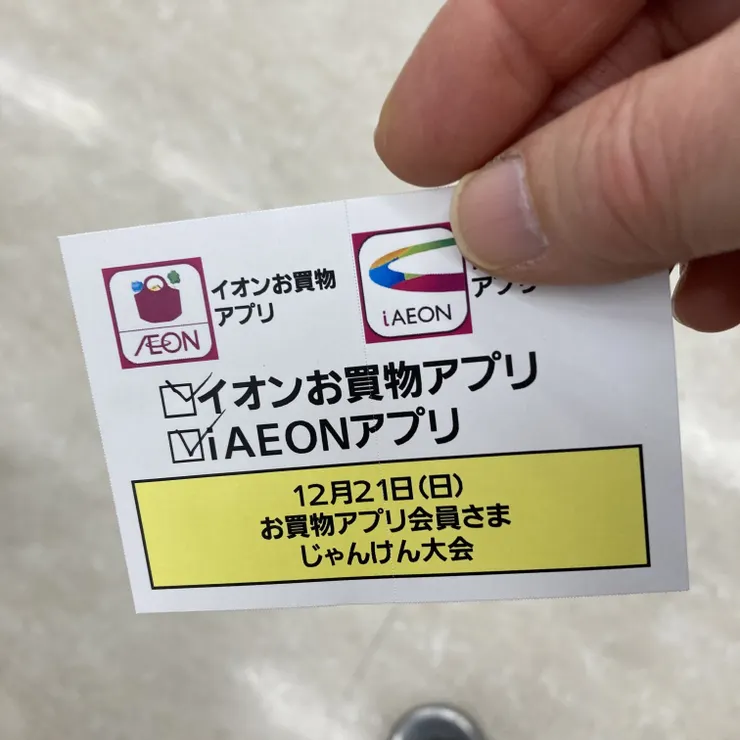 イオンお買物
アプリ
ÆON
iAEON
アプリ
イオンお買物アプリ
iAEONアプリ
12月21日(日)
お買物アプリ会員さま
じゃんけん大会